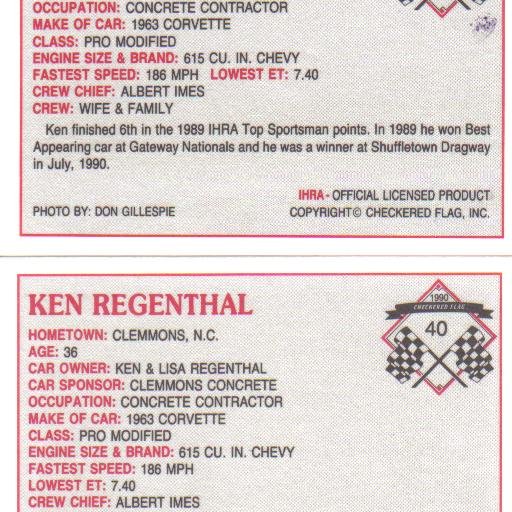 OCCUPATION: CONCRETE CONTRACTOR
MAKE OF CAR: 1963 CORVETTE
CLASS: PRO MODIFIED
ENGINE SIZE & BRAND: 615 CU. IN. CHEVY
FASTEST SPEED: 186 MPH LOWEST ET: 7.40
CREW CHIEF: ALBERT IMES
CREW: WIFE & FAMILY
Ken finished 6th in the 1989 IHRA Top Sportsman points. In 1989 he won Best
Appearing car at Gateway Nationals and he was a winner at Shuffletown Dragway
in July, 1990.
IHRA - OFFICIAL LICENSED PRODUCT
PHOTO BY: DON GILLESPIE COPYRIGHT© CHECKERED FLAG, INC.
1990
CHECKERED FLAG
40
KEN REGENTHAL
HOMETOWN: CLEMMONS, N.C.
AGE: 36
CAR OWNER: KEN & LISA REGENTHAL
CAR SPONSOR: CLEMMONS CONCRETE
OCCUPATION: CONCRETE CONTRACTOR
MAKE OF CAR: 1963 CORVETTE
CLASS: PRO MODIFIED
ENGINE SIZE & BRAND: 615 CU. IN. CHEVY
FASTEST SPEED: 186 MPH
LOWEST ET: 7.40
CREW CHIEF: ALBERT IMES